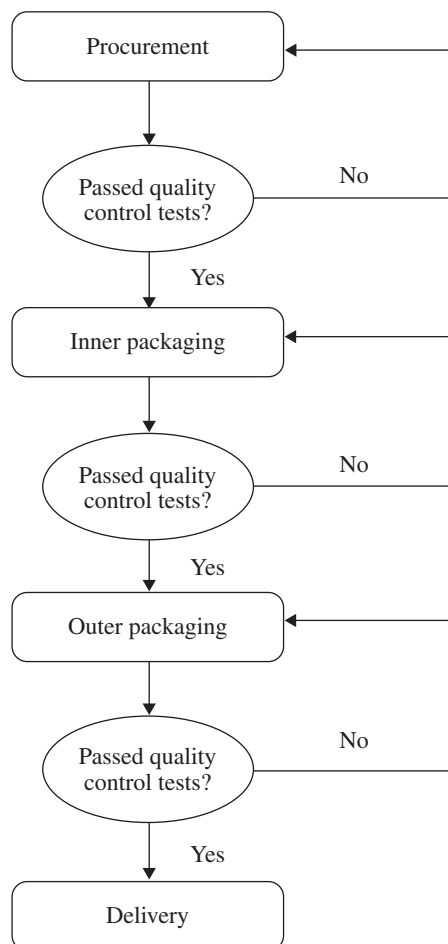 Procurement
Passed quality
control tests?
No
Yes
Inner packaging
Passed quality
control tests?
No
Yes
Outer packaging
Passed quality
control tests?
No
Yes
Delivery